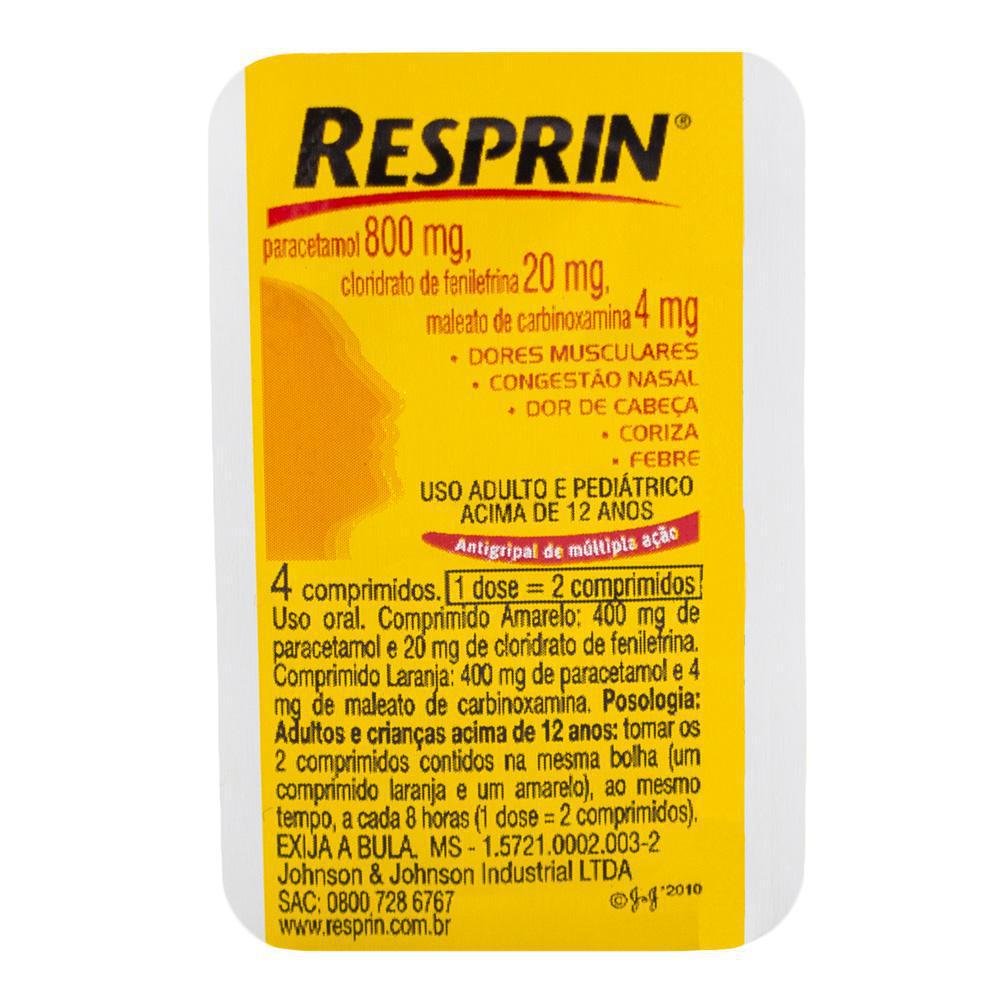 RESPRIN®
paracetamol 800 mg,
cloridrato de fenilefrina 20 mg,
maleato de carbinoxamina 4 mg
• DORES MUSCULARES
• CONGESTÃO NASAL
• DOR DE CABEÇA
• CORIZA
• FEBRE
USO ADULTO E PEDIÁTRICO
ACIMA DE 12 ANOS
Antigripal de múltipla ação
4 comprimidos. 1 dose = 2 comprimidos
Uso oral. Comprimido Amarelo: 400 mg de
paracetamol e 20 mg de cloridrato de fenilefrina.
Comprimido Laranja: 400 mg de paracetamol e 4
mg de maleato de carbinoxamina. Posologia:
Adultos e crianças acima de 12 anos: tomar os
2 comprimidos contidos na mesma bolha (um
comprimido laranja e um amarelo), ao mesmo
tempo, a cada 8 horas (1 dose = 2 comprimidos).
EXIJA A BULA. MS - 1.5721.0002.003-2
Johnson & Johnson Industrial LTDA
SAC: 0800 728 6767 ©J&J'2010
www.resprin.com.br